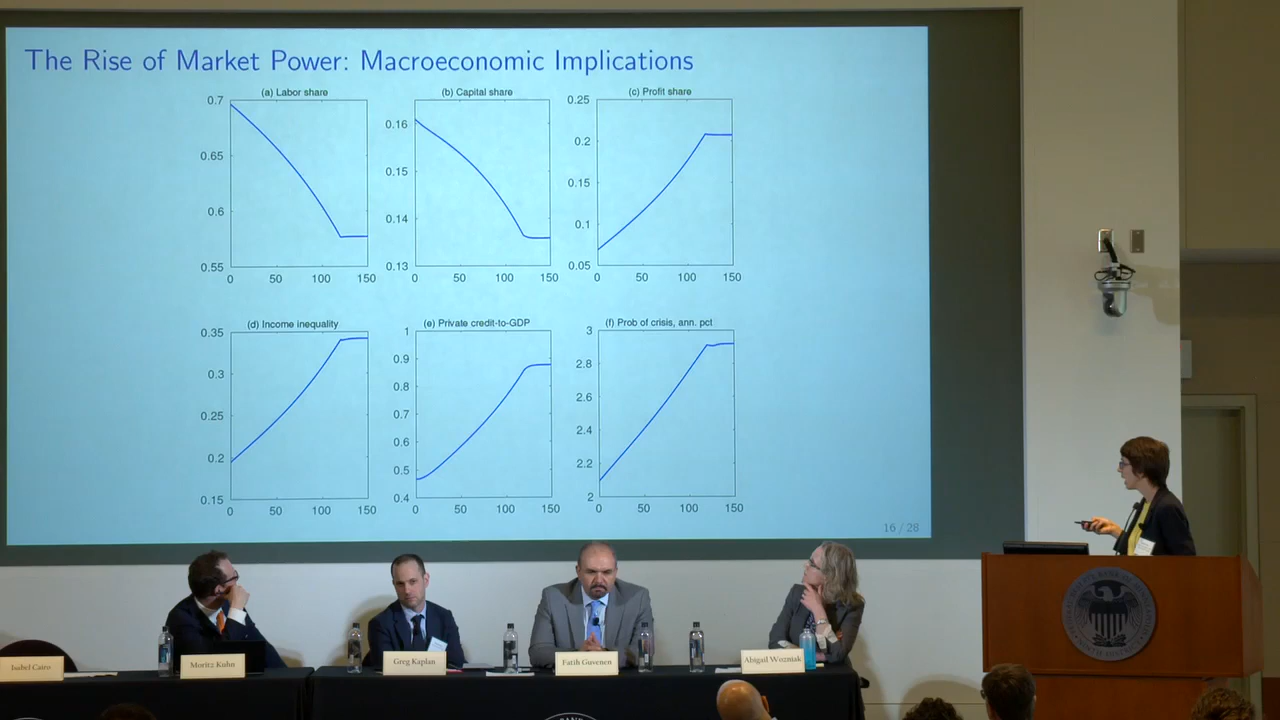 The Rise of Market Power: Macroeconomic Implications
(a) Labor share
0.7
0.65
0.6
0.55
0 50 100 150
(b) Capital share
0.16
0.15
0.14
0.13
0 50 100 150
(c) Profit share
0.25
0.2
0.15
0.1
0.05
0 50 100 150
(d) Income inequality
0.35
0.3
0.25
0.2
0.15
0 50 100 150
(e) Private credit-to-GDP
1
0.9
0.8
0.7
0.6
0.5
0.4
0 50 100 150
(f) Prob of crisis, ann. pct
3
2.8
2.6
2.4
2.2
2
0 50 100 150
16 / 28
Isabel Cairo
Moritz Kuhn
Greg Kaplan
Fatih Guvenen
Abigail Wozniak